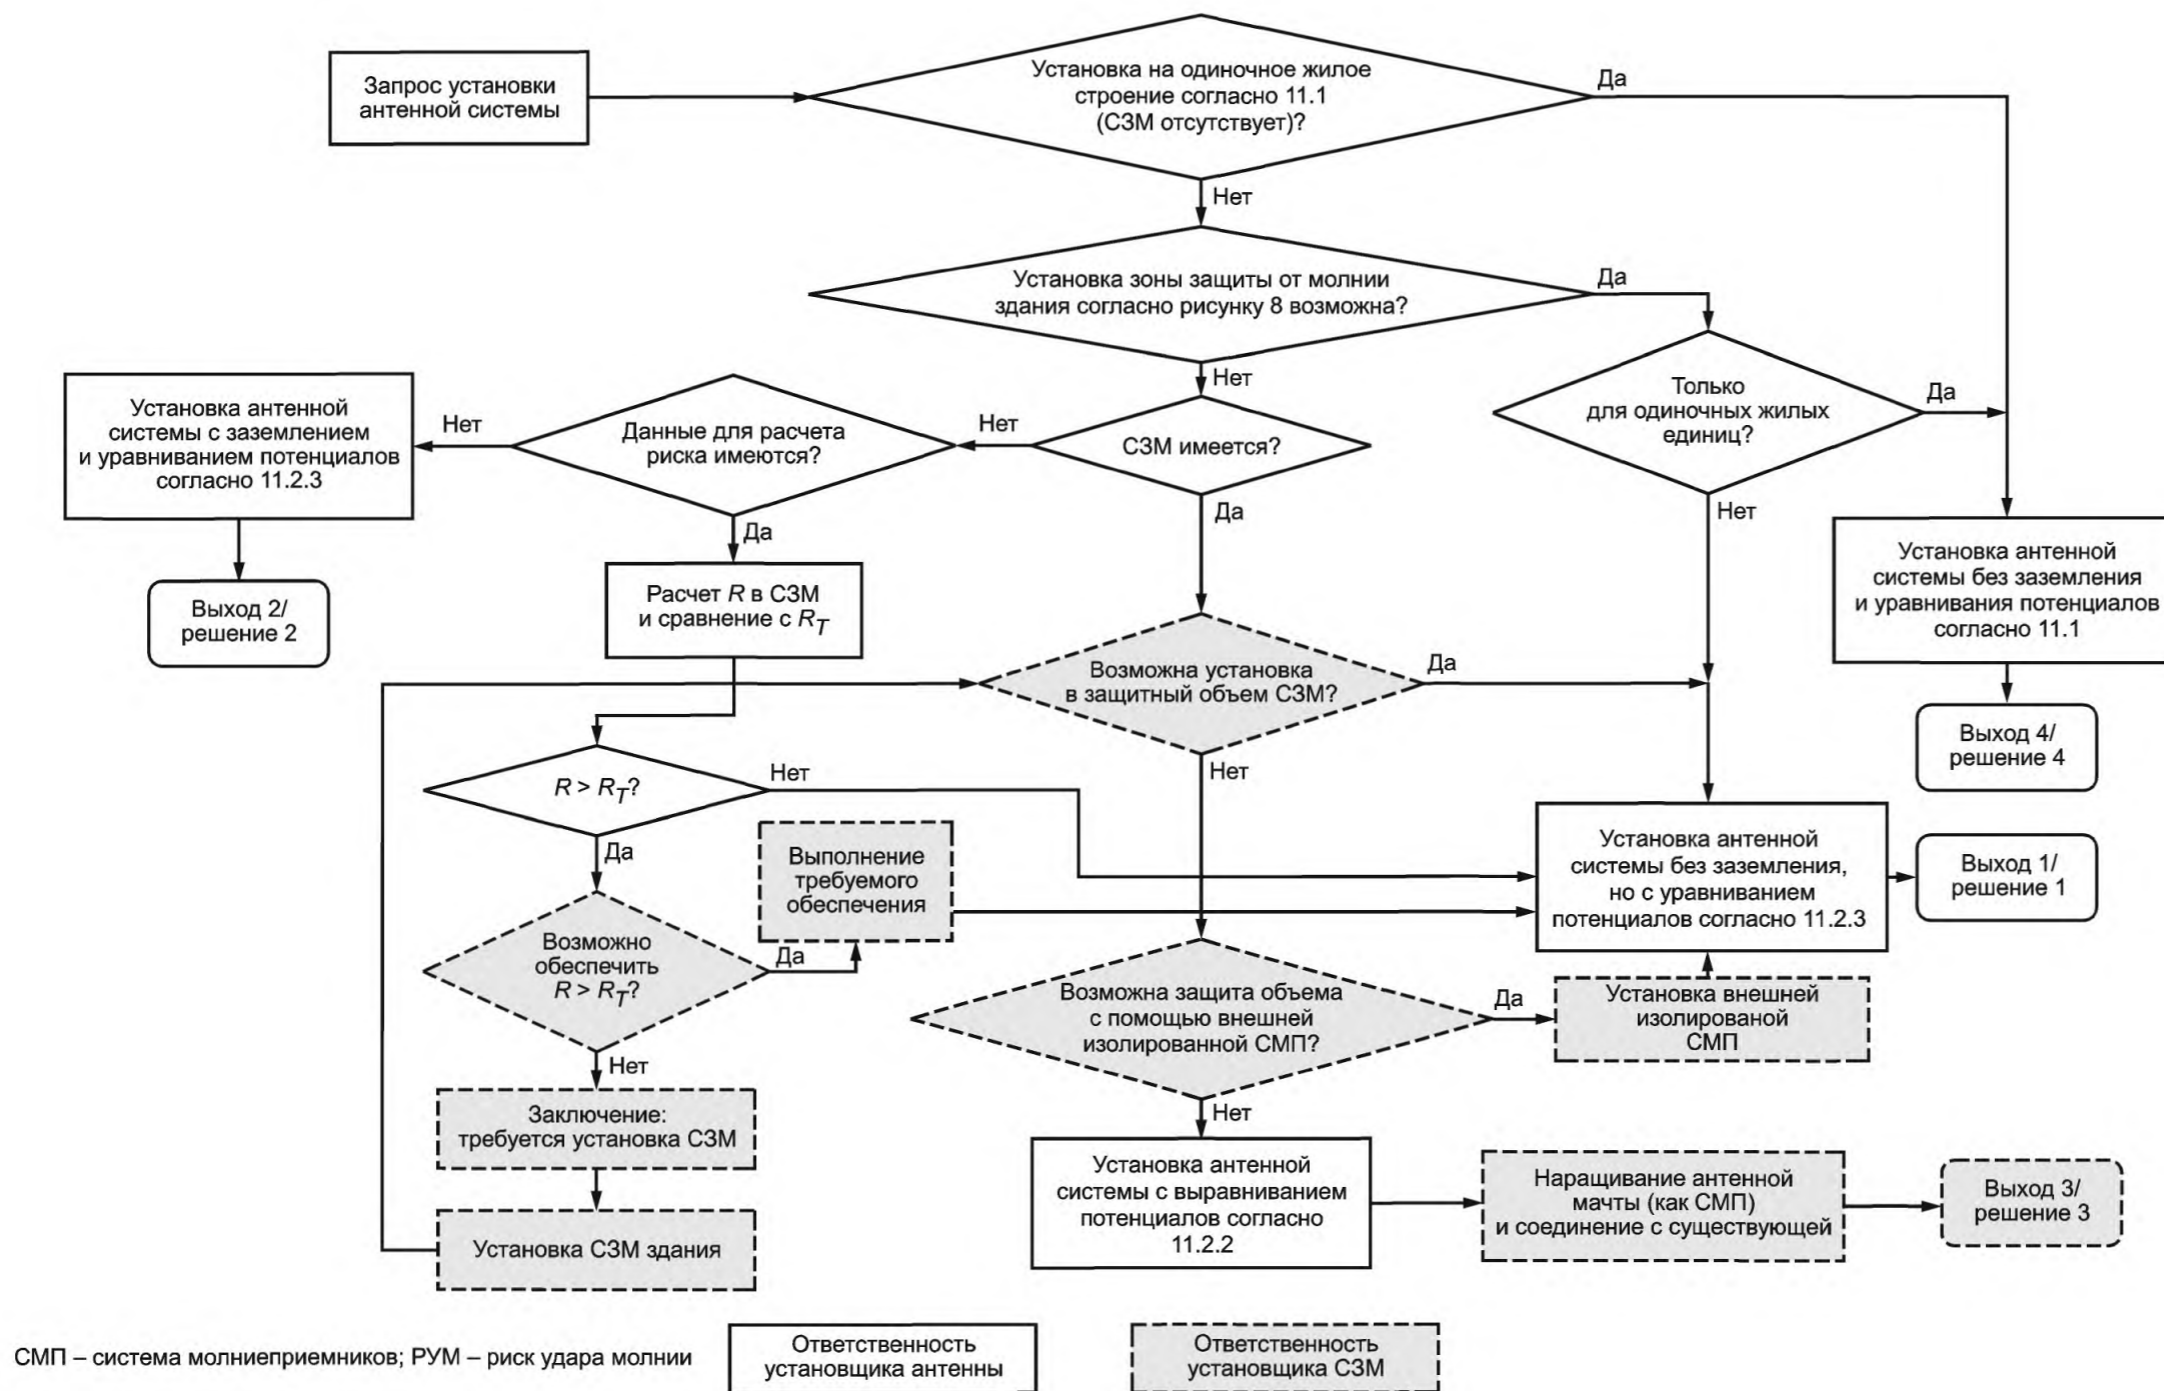 Запрос установки
антенной системы
Установка на одиночное жилое
строение согласно 11.1
(СЗМ отсутствует)?
Да
Нет
Установка зоны защиты от молнии
здания согласно рисунку 8 возможна?
Да
Нет
Только
для одиночных жилых
единиц?
Да
Нет
СЗМ имеется?
Нет
Да
Данные для расчета
риска имеются?
Нет
Да
Установка антенной
системы с заземлением
и уравниванием потенциалов
согласно 11.2.3
Выход 2/
решение 2
Расчет R в СЗМ
и сравнение с R_T
Установка антенной
системы без заземления
и уравнивания потенциалов
согласно 11.1
Выход 4/
решение 4
Возможна установка
в защитный объем СЗМ?
Да
Нет
R > R_T?
Нет
Да
Выполнение
требуемого
обеспечения
Возможно
обеспечить
R > R_T?
Да
Нет
Установка антенной
системы без заземления,
но с уравниванием
потенциалов согласно 11.2.3
Выход 1/
решение 1
Возможна защита объема
с помощью внешней
изолированной СМП?
Да
Нет
Установка внешней
изолированой
СМП
Заключение:
требуется установка СЗМ
Установка СЗМ здания
Установка антенной
системы с выравниванием
потенциалов согласно
11.2.2
Наращивание антенной
мачты (как СМП)
и соединение с существующей
Выход 3/
решение 3
СМП – система молниеприемников; РУМ – риск удара молнии
Ответственность
установщика антенны
Ответственность
установщика СЗМ